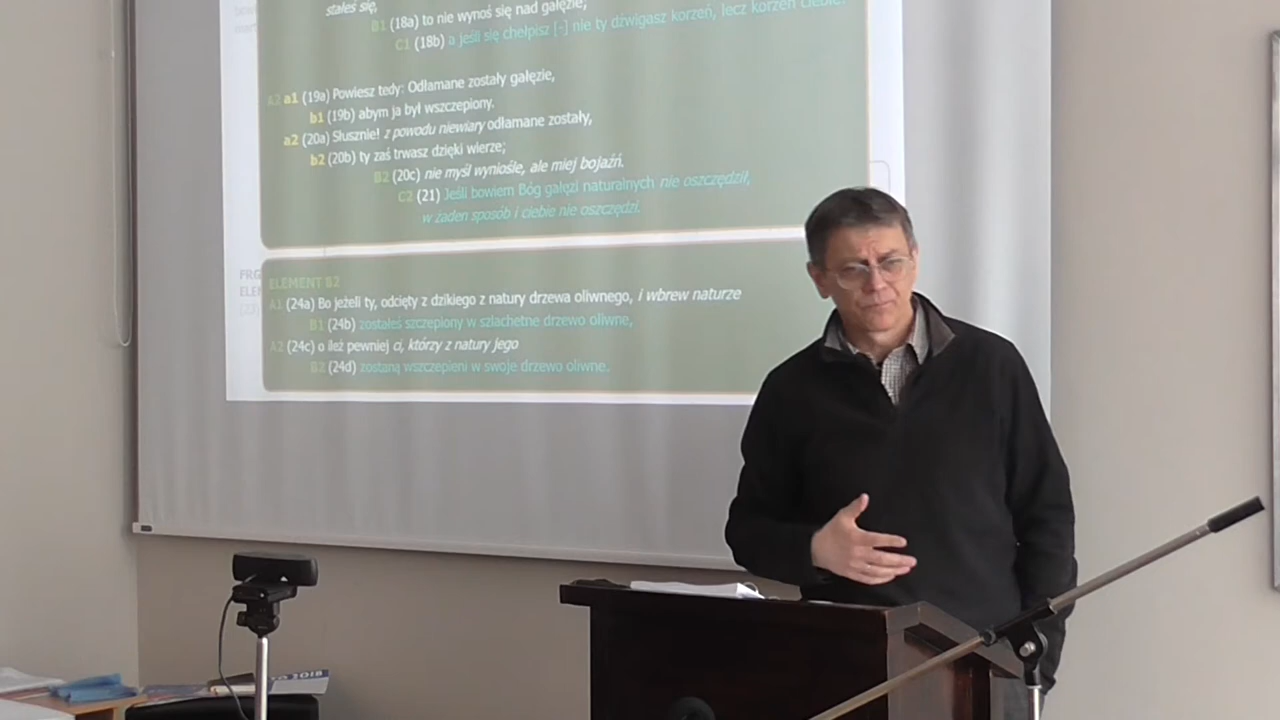 stałeś się,
B1 (18a) to nie wynoś się nad gałęzie,
C1 (18b) a jeśli się chełpisz [-] nie ty dźwigasz korzeń, lecz korzeń ciebie.
A2 a1 (19a) Powiesz tedy: Odłamane zostały gałęzie,
b1 (19b) abym ja był wszczepiony.
a2 (20a) Słusznie! z powodu niewiary odłamane zostały,
b2 (20b) ty zaś trwasz dzięki wierze;
B2 (20c) nie myśl wyniośle, ale miej bojaźń.
C2 (21) Jeśli bowiem Bóg gałęzi naturalnych nie oszczędził,
w żaden sposób i ciebie nie oszczędzi.
FRG
ELEM
ELEMENT B2
A1 (24a) Bo jeżeli ty, odcięty z dzikiego z natury drzewa oliwnego, i wbrew naturze
B1 (24b) zostałeś szczepiony w szlachetne drzewo oliwne,
A2 (24c) o ileż pewniej ci, którzy z natury jego
B2 (24d) zostaną wszczepieni w swoje drzewo oliwne.
2018